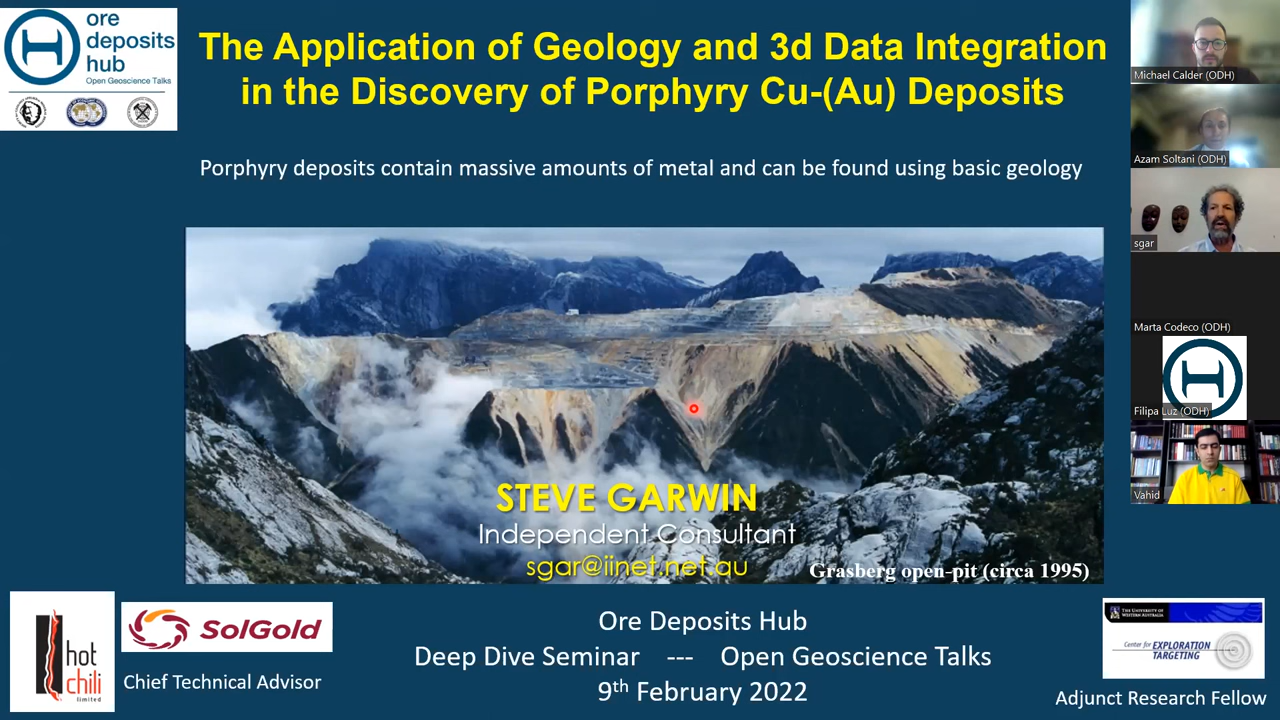 ore
deposits
hub
Open Geoscience Talks
The Application of Geology and 3d Data Integration
in the Discovery of Porphyry Cu-(Au) Deposits
Porphyry deposits contain massive amounts of metal and can be found using basic geology
STEVE GARWIN
Independent Consultant
sgar@iinet.net.au
Grasberg open-pit (circa 1995)
hot
chili
limited
SolGold
Chief Technical Advisor
Ore Deposits Hub
Deep Dive Seminar --- Open Geoscience Talks
9th February 2022
THE UNIVERSITY OF
WESTERN AUSTRALIA
Center for EXPLORATION
TARGETING
Adjunct Research Fellow
Michael Calder (ODH)
Azam Soltani (ODH)
sgar
Marta Codeco (ODH)
Filipa Luz (ODH)
Vahid